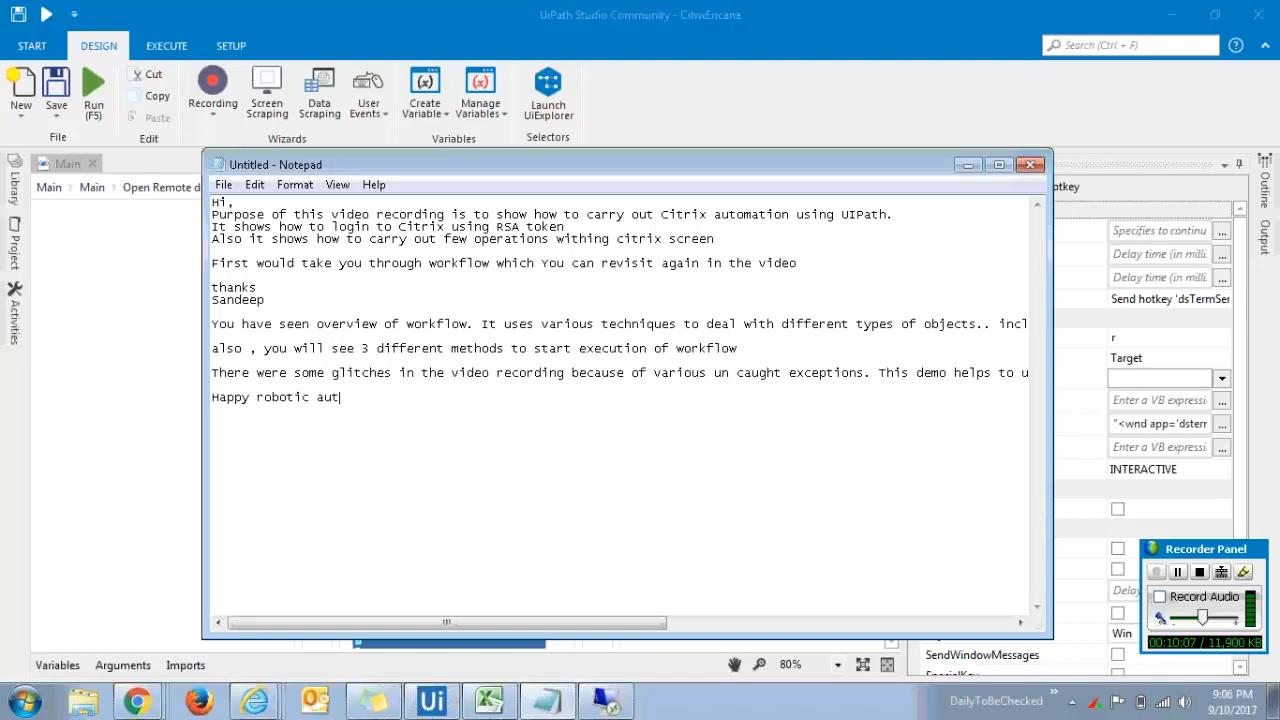 UiPath Studio Community - CitrixEncana
START DESIGN EXECUTE SETUP
Search (Ctrl + F)
New Save Run (F5)
Cut
Copy
Paste
Recording Screen Scraping Data Scraping User Events
Create Variable Manage Variables Launch UiExplorer
File Edit Wizards Variables Selectors
Main
Main Main Open Remote d
Library
Project
Activities
Untitled - Notepad
File Edit Format View Help
Hi,
Purpose of this video recording is to show how to carry out Citrix automation using UIPath.
It shows how to login to Citrix using RSA token
Also it shows how to carry out few operations withing citrix screen
First would take you through workflow which You can revisit again in the video
thanks
Sandeep
You have seen overview of workflow. It uses various techniques to deal with different types of objects.. incl
also , you will see 3 different methods to start execution of workflow
There were some glitches in the video recording because of various un caught exceptions. This demo helps to u
Happy robotic aut
otkey
Specifies to continu ...
Delay time (in milli. ...
Delay time (in milli. ...
Send hotkey 'dsTermSer
r
Target
Enter a VB expressi ...
"<wnd app='dsterr ...
Enter a VB expressi ...
INTERACTIVE
Delay
Win
SendWindowMessages
SpecialKey
Outline
Output
Recorder Panel
Record Audio
00:10:07 / 11,900 KB
Variables Arguments Imports
80%
DailyToBeChecked
9:06 PM
9/10/2017